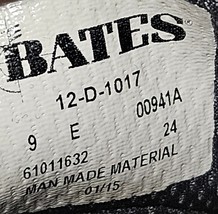 BATES
12-D-1017
9 E 00941A
61011632 24
MAN MADE MATERIAL
01/15